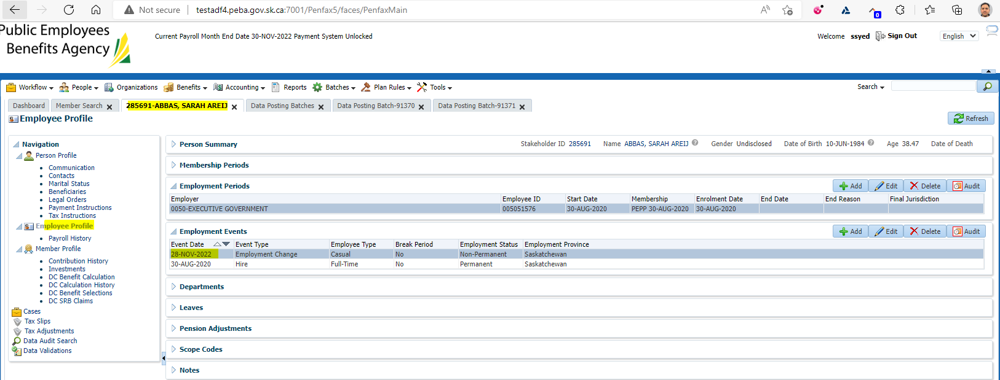 Not secure | testadf4.peba.gov.sk.ca:7001/Penfax5/faces/PenfaxMain
0
Public Employees
Benefits Agency
Current Payroll Month End Date 30-NOV-2022 Payment System Unlocked
Welcome ssyed Sign Out English
Workflow People Organizations Benefits Accounting Reports Batches Plan Rules Tools Search
Dashboard Member Search 285691-ABBAS, SARAH AREIJ Data Posting Batches Data Posting Batch-91370 Data Posting Batch-91371
Employee Profile Refresh
Navigation
Person Profile
Communication
Contacts
Marital Status
Beneficiaries
Legal Orders
Payment Instructions
Tax Instructions
Employee Profile
Payroll History
Member Profile
Contribution History
Investments
DC Benefit Calculation
DC Calculation History
DC Benefit Selections
DC SRB Claims
Cases
Tax Slips
Tax Adjustments
Data Audit Search
Data Validations
Person Summary Stakeholder ID 285691 Name ABBAS, SARAH AREIJ Gender Undisclosed Date of Birth 10-JUN-1984 Age 38.47 Date of Death
Membership Periods
Employment Periods Add Edit Delete Audit
Employer Employee ID Start Date Membership Enrolment Date End Date End Reason Final Jurisdiction
0050-EXECUTIVE GOVERNMENT 005051576 30-AUG-2020 PEPP 30-AUG-2020 30-AUG-2020
Employment Events Add Edit Delete Audit
Event Date Event Type Employee Type Break Period Employment Status Employment Province
28-NOV-2022 Employment Change Casual No Non-Permanent Saskatchewan
30-AUG-2020 Hire Full-Time No Permanent Saskatchewan
Departments
Leaves
Pension Adjustments
Scope Codes
Notes